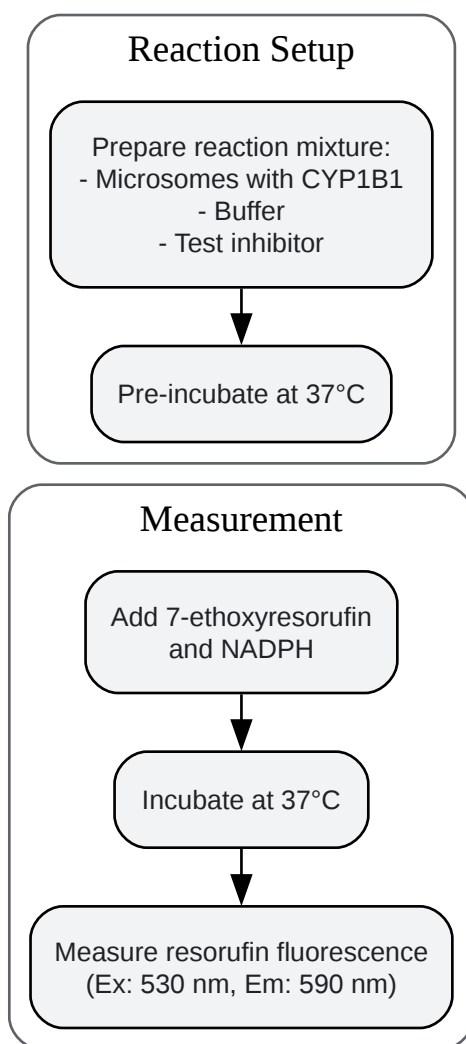 Reaction Setup
Prepare reaction mixture:
- Microsomes with CYP1B1
- Buffer
- Test inhibitor
Pre-incubate at 37°C
Measurement
Add 7-ethoxyresorufin
and NADPH
Incubate at 37°C
Measure resorufin fluorescence
(Ex: 530 nm, Em: 590 nm)